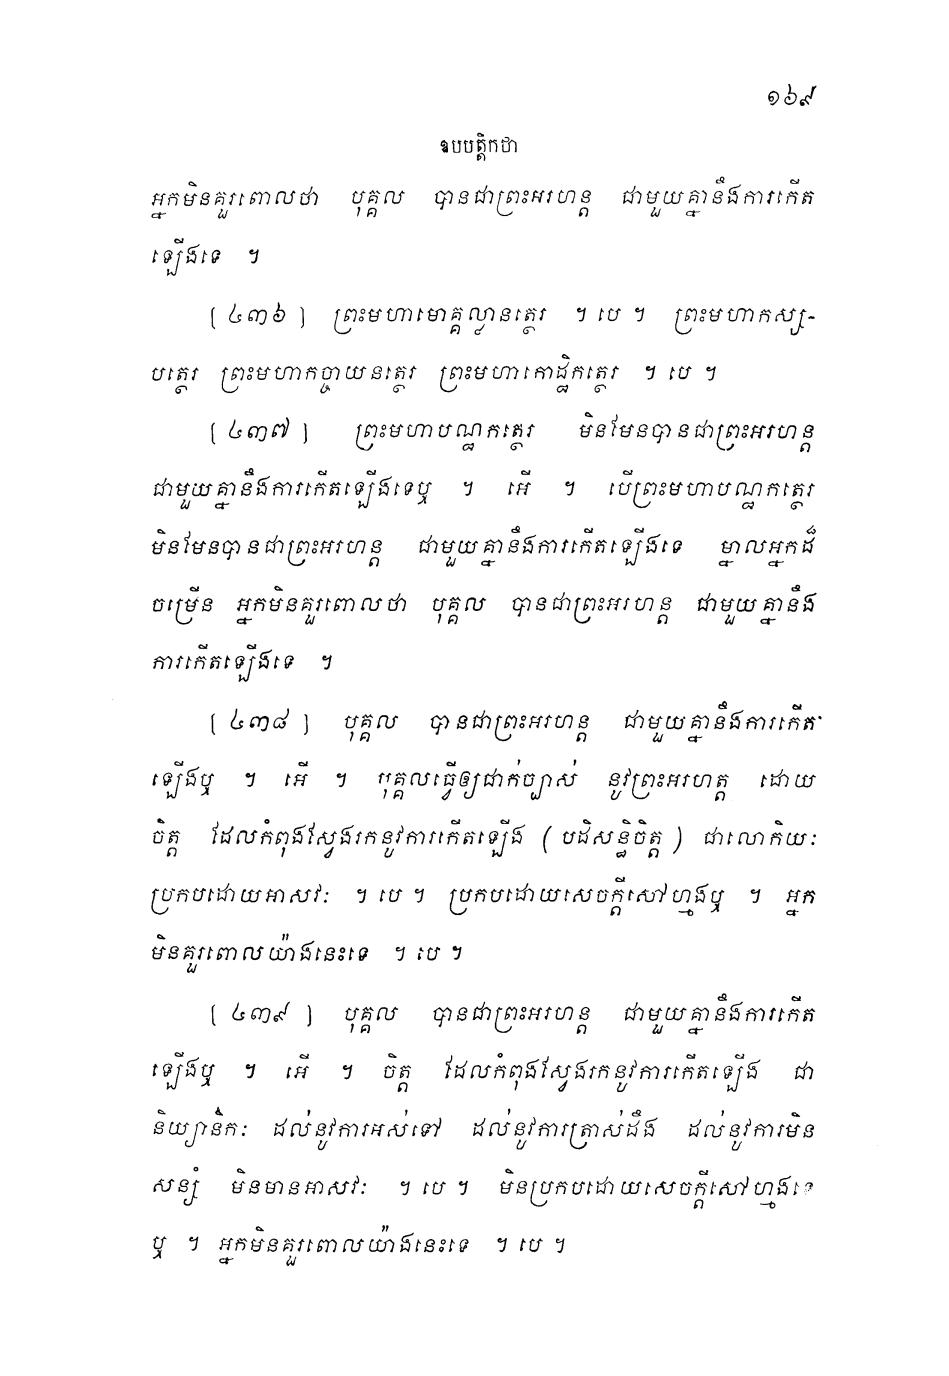 ១៦៩
ឧបបត្តិកថា
អ្នកមិនគួរពោលថា បុគ្គល បានជាព្រះអរហន្ត ជាមួយគ្នានឹងការកើត
ឡើងទេ ។
[ ៤៣៦ ] ព្រះមហាមោគ្គល្លានត្ថេរ ។ បេ ។ ព្រះមហាកស្ស-
បត្ថេរ ព្រះមហាកច្ចាយនត្ថេរ ព្រះមហាកោដ្ឋិកត្ថេរ ។ បេ ។
[ ៤៣៧ ] ព្រះមហាបណ្ឋកត្ថេរ មិនមែនបានជាព្រះអរហន្ត
ជាមួយគ្នានឹងការកើតឡើងទេឬ ។ អើ ។ បើព្រះមហាបណ្ឋកត្ថេរ
មិនមែនបានជាព្រះអរហន្ត ជាមួយគ្នានឹងការកើតឡើងទេ ម្នាលអ្នកដ៏
ចម្រើន អ្នកមិនគួរពោលថា បុគ្គល បានជាព្រះអរហន្ត ជាមួយគ្នានឹង
ការកើតឡើងទេ ។
[ ៤៣៨ ] បុគ្គល បានជាព្រះអរហន្ត ជាមួយគ្នានឹងការកើត
ឡើងឬ ។ អើ ។ បុគ្គលធ្វើឲ្យជាក់ច្បាស់ នូវព្រះអរហត្ត ដោយ
ចិត្ត ដែលកំពុងស្វែងរកនូវការកើតឡើង ( បដិសន្ធិចិត្ត ) ជាលោកិយៈ
ប្រកបដោយអាសវៈ ។ បេ ។ ប្រកបដោយសេចក្តីសៅហ្មងឬ ។ អ្នក
មិនគួរពោលយ៉ាងនេះទេ ។ បេ ។
[ ៤៣៩ ] បុគ្គល បានជាព្រះអរហន្ត ជាមួយគ្នានឹងការកើត
ឡើងឬ ។ អើ ។ ចិត្ត ដែលកំពុងស្វែងរកនូវការកើតឡើង ជា
និយ្យានិកៈ ដល់នូវការអស់ទៅ ដល់នូវការត្រាស់ដឹង ដល់នូវការមិន
សន្សំ មិនមានអាសវៈ ។ បេ ។ មិនប្រកបដោយសេចក្តីសៅហ្មងទេ
ឬ ។ អ្នកមិនគួរពោលយ៉ាងនេះទេ ។ បេ ។